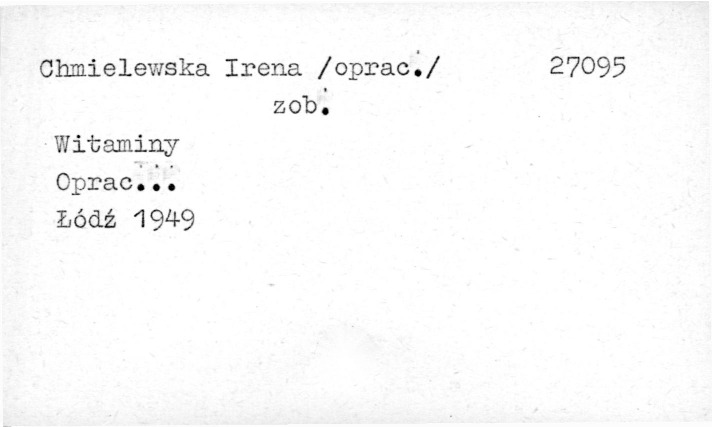 Chmielewska Irena /oprac./ 27095
zob.
Witaminy
Oprac...
Łódź 1949